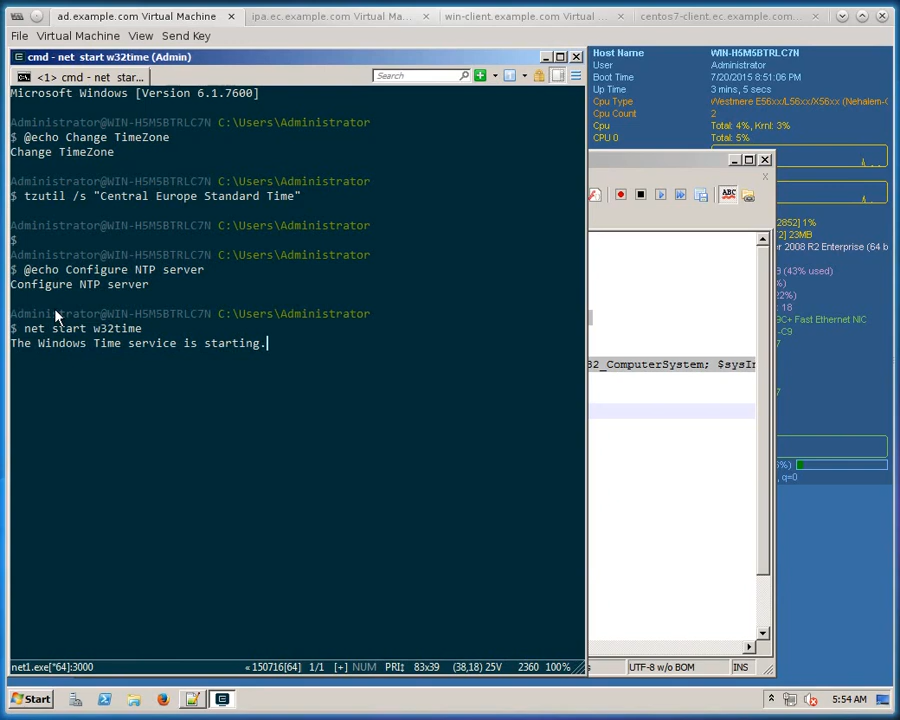 ad.example.com Virtual Machine
ipa.ec.example.com Virtual Ma...
win-client.example.com Virtual ...
centos7-client.ec.example.com...
File Virtual Machine View Send Key
cmd - net start w32time (Admin)
<1> cmd - net star...
Search
Microsoft Windows [Version 6.1.7600]
Administrator@WIN-H5M5BTRLC7N C:\Users\Administrator
$ @echo Change TimeZone
Change TimeZone
Administrator@WIN-H5M5BTRLC7N C:\Users\Administrator
$ tzutil /s "Central Europe Standard Time"
Administrator@WIN-H5M5BTRLC7N C:\Users\Administrator
$
Administrator@WIN-H5M5BTRLC7N C:\Users\Administrator
$ @echo Configure NTP server
Configure NTP server
Administrator@WIN-H5M5BTRLC7N C:\Users\Administrator
$ net start w32time
The Windows Time service is starting.
net1.exe[*64]:3000
«150716[64] 1/1 [+] NUM PRI‡ 83x39 (38,18) 25V 2360 100%
Host Name WIN-H5M5BTRLC7N
User Administrator
Boot Time 7/20/2015 8:51:06 PM
Up Time 3 mins, 5 secs
Cpu Type Westmere E56xx/L56xx/X56xx (Nehalem-C
Cpu Count 2
Cpu Total: 4%, Krnl: 3%
CPU 0 Total: 5%
ABC
2852] 1%
2] 23MB
r 2008 R2 Enterprise (64 b
(43% used)
%)
22%)
: 18
9C+ Fast Ethernet NIC
-C9
7
7
32_ComputerSystem; $sysIn
%)
%, q=0
UTF-8 w/o BOM INS
Start
5:54 AM